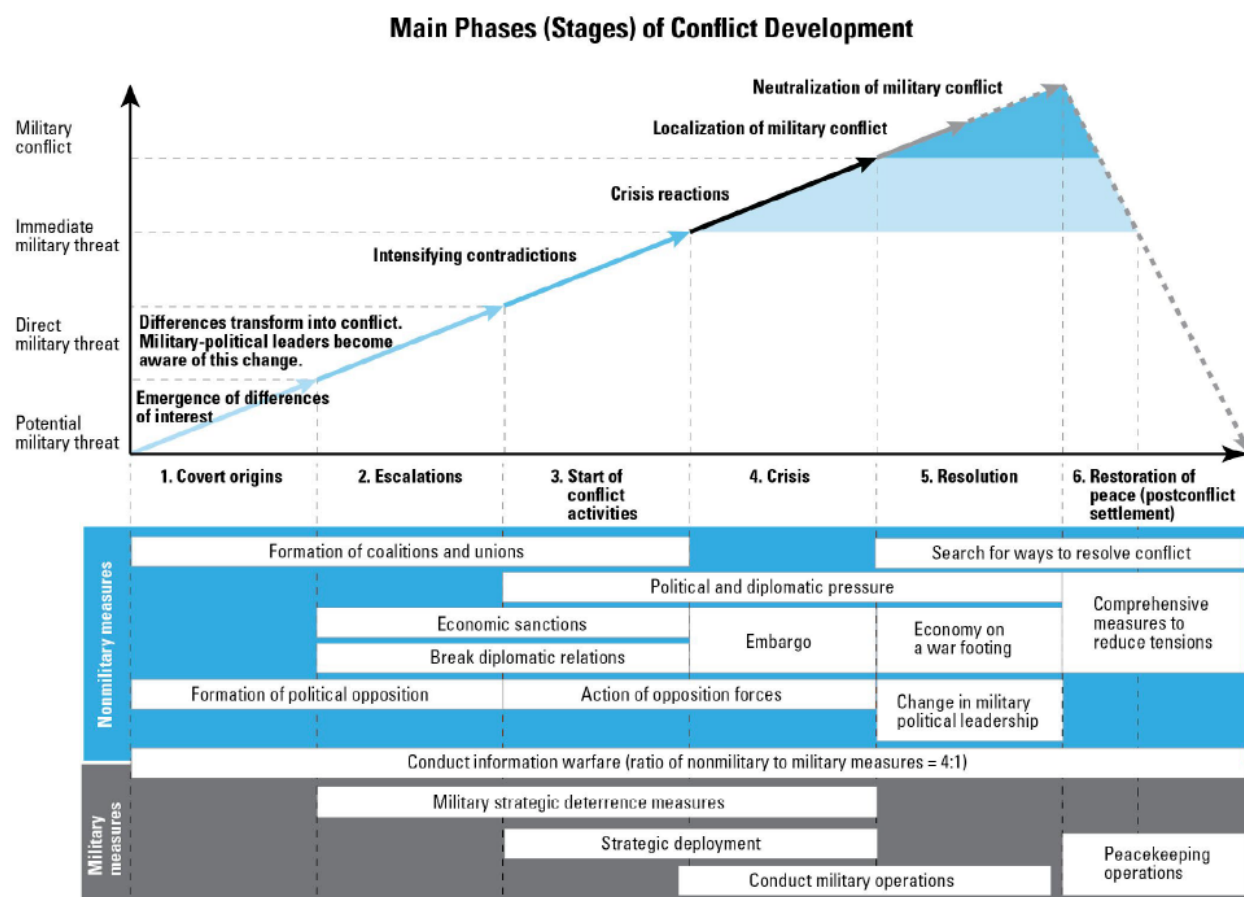 Main Phases (Stages) of Conflict Development
Neutralization of military conflict
Military
conflict
Localization of military conflict
Crisis reactions
Immediate
military threat
Intensifying contradictions
Direct
military threat
Differences transform into conflict.
Military-political leaders become
aware of this change.
Emergence of differences
of interest
Potential
military threat
1. Covert origins
2. Escalations
3. Start of
conflict
activities
4. Crisis
5. Resolution
6. Restoration of
peace (postconflict
settlement)
Nonmilitary measures
Formation of coalitions and unions
Search for ways to resolve conflict
Political and diplomatic pressure
Comprehensive
measures to
reduce tensions
Economic sanctions
Break diplomatic relations
Embargo
Economy on
a war footing
Formation of political opposition
Action of opposition forces
Change in military
political leadership
Conduct information warfare (ratio of nonmilitary to military measures = 4:1)
Military
measures
Military strategic deterrence measures
Strategic deployment
Conduct military operations
Peacekeeping
operations